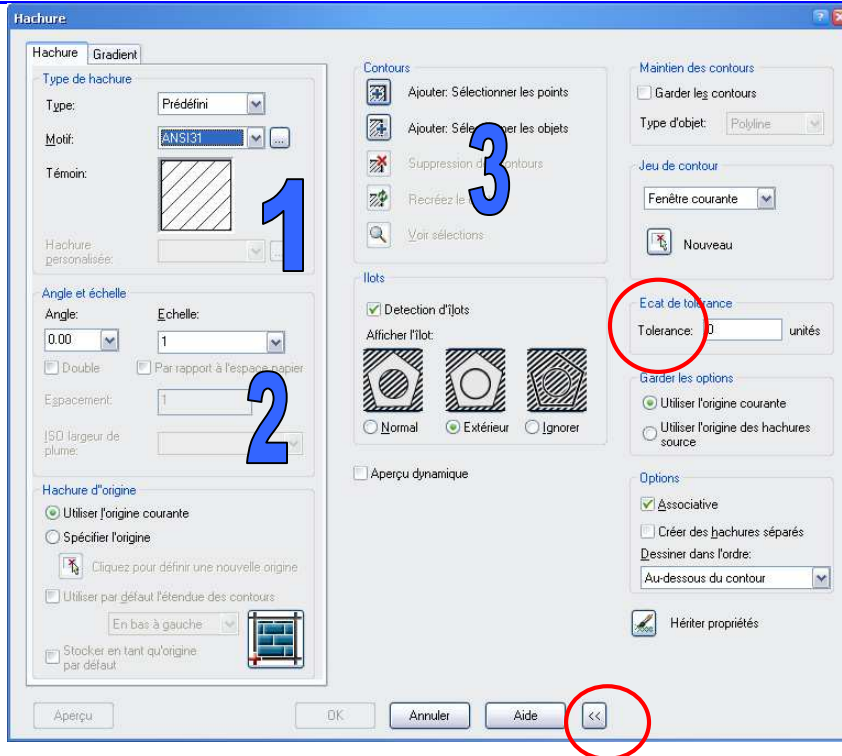 Hachure
Hachure Gradient
Type de hachure
Type: Prédéfini
Motif: ANSI31 ...
Témoin:
Hachure personalisée: ...
1
Angle et échelle
Angle: Echelle:
0.00 1
Double Par rapport à l'espace papier
Espacement: 1
ISO largeur de plume:
2
Hachure d"origine
Utiliser l'origine courante
Spécifier l'origine
Cliquez pour définir une nouvelle origine
Utiliser par défaut l'étendue des contours
En bas à gauche
Stocker en tant qu'origine
par défaut
Contours
Ajouter: Sélectionner les points
Ajouter: Séle ner les objets
Suppression d ontours
Recréez le
Voir sélections
3
Ilots
Detection d'îlots
Afficher l'îlot:
Normal Extérieur Ignorer
Aperçu dynamique
Maintien des contours
Garder les contours
Type d'objet: Polyline
Jeu de contour
Fenêtre courante
Nouveau
Ecat de tolérance
Tolerance: 0 unités
Garder les options
Utiliser l'origine courante
Utiliser l'origine des hachures
source
Options
Associative
Créer des hachures séparés
Dessiner dans l'ordre:
Au-dessous du contour
Hériter propriétés
Aperçu OK Annuler Aide <<